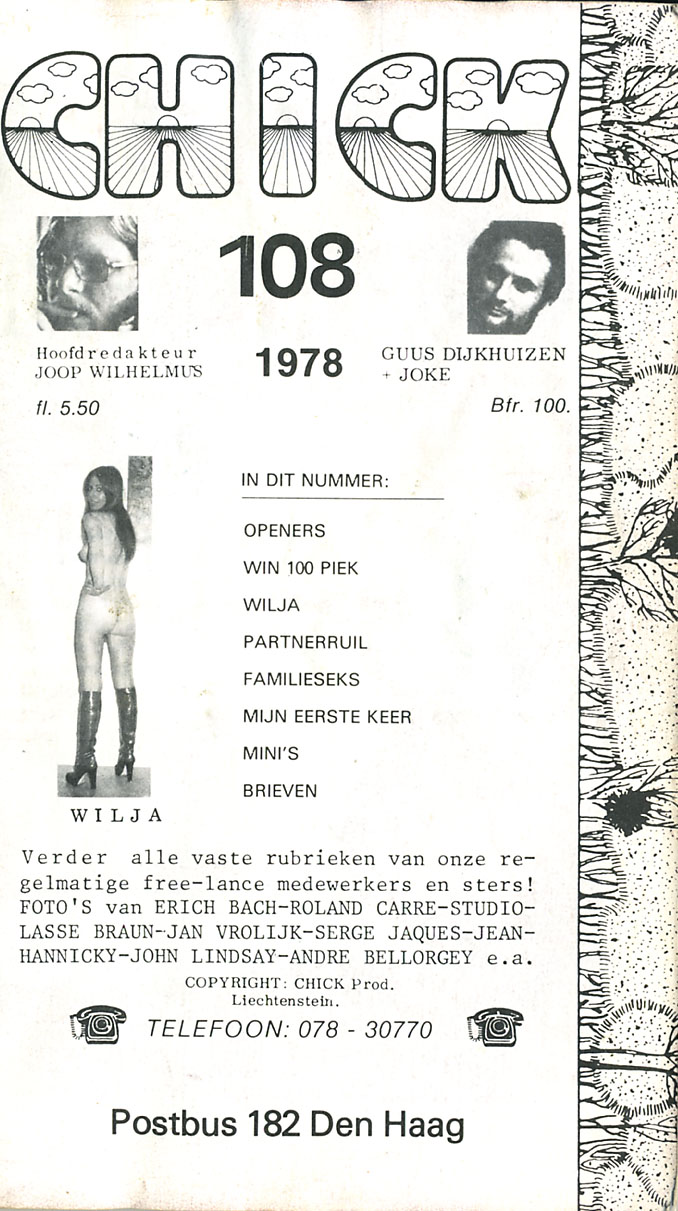 CHICK
108
1978
Hoofdredakteur
JOOP WILHELMUS
GUUS DIJKHUIZEN
+ JOKE
fl. 5.50
Bfr. 100.
IN DIT NUMMER:
OPENERS
WIN 100 PIEK
WILJA
PARTNERRUIL
FAMILIESEKS
MIJN EERSTE KEER
MINI'S
BRIEVEN
WILJA
Verder alle vaste rubrieken van onze re-
gelmatige free-lance medewerkers en sters!
FOTO'S van ERICH BACH-ROLAND CARRE-STUDIO-
LASSE BRAUN-JAN VROLIJK-SERGE JAQUES-JEAN-
HANNICKY-JOHN LINDSAY-ANDRE BELLORGEY e.a.
COPYRIGHT: CHICK Prod.
Liechtenstein.
TELEFOON: 078 - 30770
Postbus 182 Den Haag